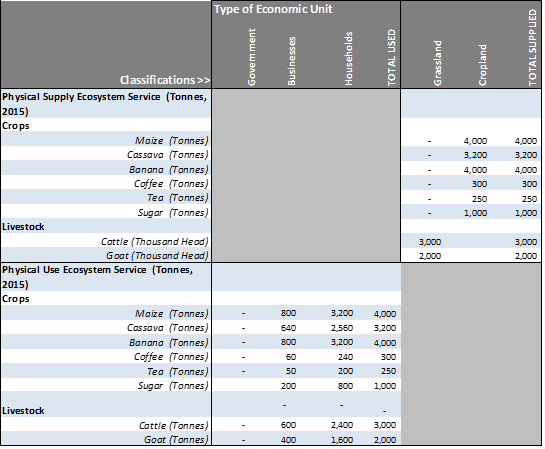 Type of Economic Unit
Classifications >> Government Businesses Households TOTAL USED Grassland Cropland TOTAL SUPPLIED
Physical Supply Ecosystem Service (Tonnes,
2015)
Crops
Maize (Tonnes) - 4,000 4,000
Cassava (Tonnes) - 3,200 3,200
Banana (Tonnes) - 4,000 4,000
Coffee (Tonnes) - 300 300
Tea (Tonnes) - 250 250
Sugar (Tonnes) - 1,000 1,000
Livestock
Cattle (Thousand Head) 3,000 3,000
Goat (Thousand Head) 2,000 2,000
Physical Use Ecosystem Service (Tonnes,
2015)
Crops
Maize (Tonnes) - 800 3,200 4,000
Cassava (Tonnes) - 640 2,560 3,200
Banana (Tonnes) - 800 3,200 4,000
Coffee (Tonnes) - 60 240 300
Tea (Tonnes) - 50 200 250
Sugar (Tonnes) 200 800 1,000
Livestock - - -
Cattle (Tonnes) - 600 2,400 3,000
Goat (Tonnes) - 400 1,600 2,000